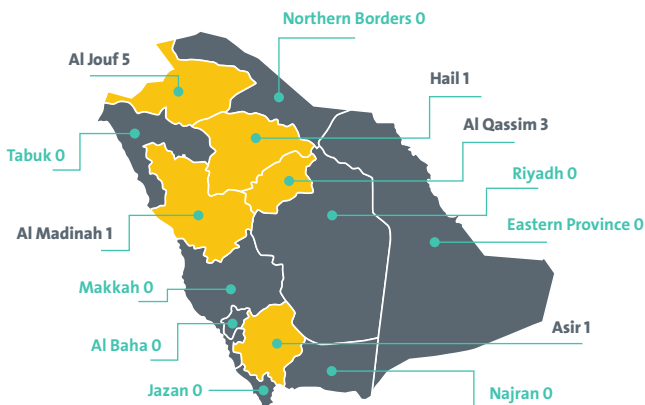 Northern Borders 0
Al Jouf 5
Hail 1
Al Qassim 3
Tabuk 0
Riyadh 0
Eastern Province 0
Al Madinah 1
Makkah 0
Asir 1
Al Baha 0
Jazan 0
Najran 0